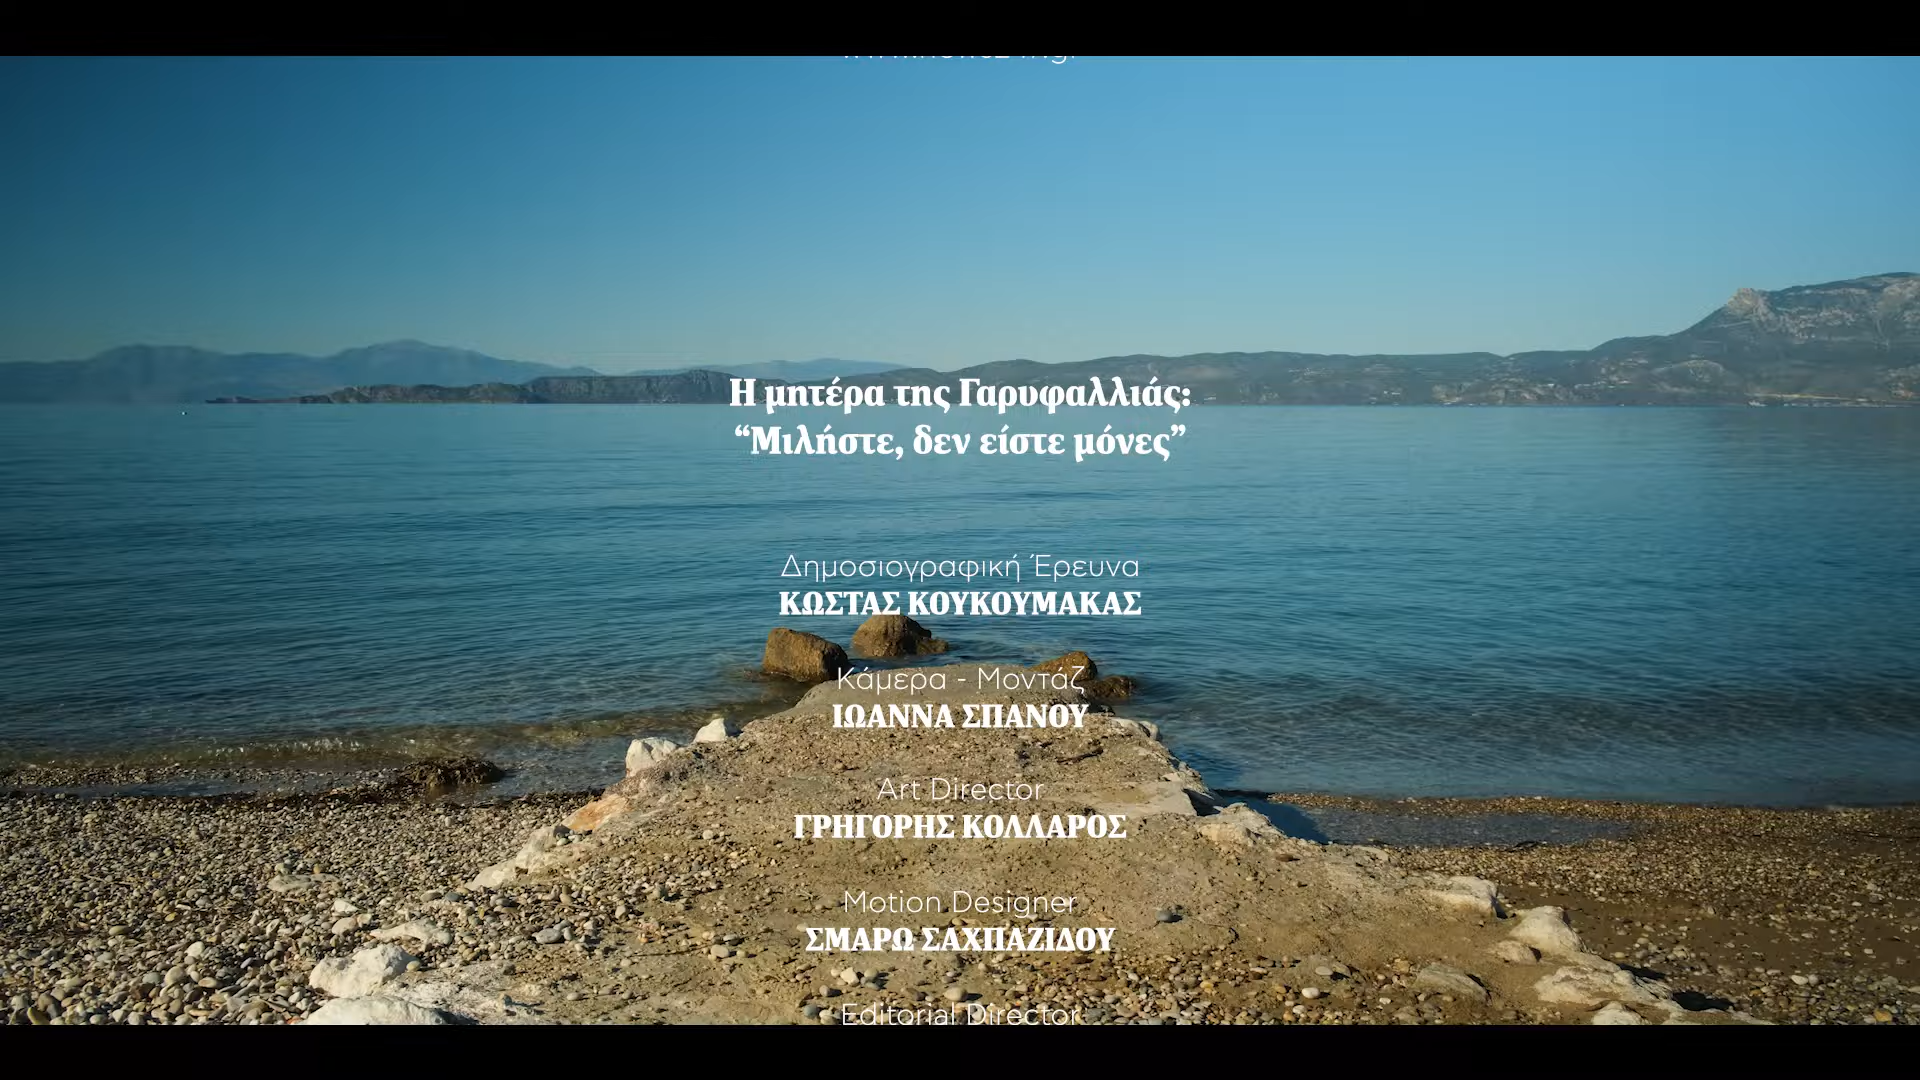 Η μητέρα της Γαρυφαλλιάς:
“Μιλήστε, δεν είστε μόνες”
Δημοσιογραφική Έρευνα
ΚΩΣΤΑΣ ΚΟΥΚΟΥΜΑΚΑΣ
Κάμερα - Μοντάζ
ΙΩΑΝΝΑ ΣΠΑΝΟΥ
Art Director
ΓΡΗΓΟΡΗΣ ΚΟΛΛΑΡΟΣ
Motion Designer
ΣΜΑΡΩ ΣΑΧΠΑΖΙΔΟΥ
Editorial Director